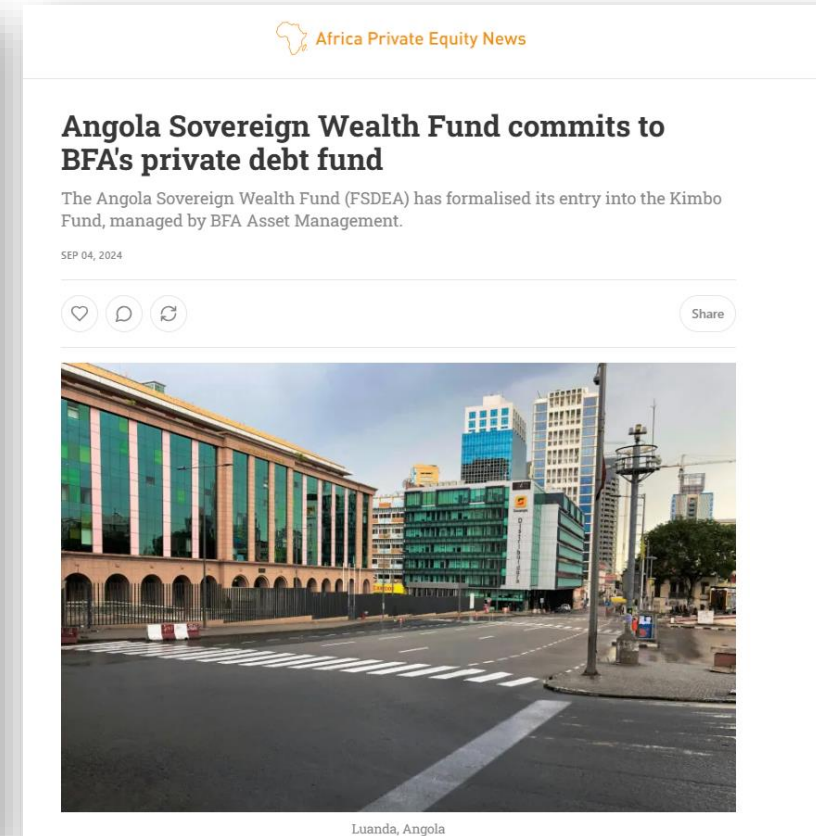 Africa Private Equity News
Angola Sovereign Wealth Fund commits to
BFA's private debt fund
The Angola Sovereign Wealth Fund (FSDEA) has formalised its entry into the Kimbo
Fund, managed by BFA Asset Management.
SEP 04, 2024
Share
Distribuidora
Luanda, Angola